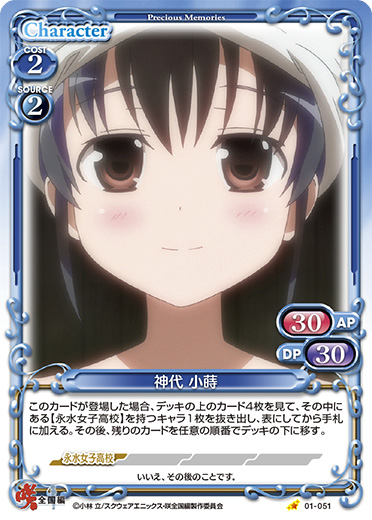 Precious Memories
Character
COST
2
SOURCE
2
30 AP
DP 30
神代 小蒔
このカードが登場した場合、デッキの上のカード4枚を見て、その中に
ある【永水女子高校】を持つキャラ1枚を抜き出し、表にしてから手札
に加える。その後、残りのカードを任意の順番でデッキの下に移す。
永水女子高校
いいえ、その後のことです。
咲 全国編
©小林 立/スクウェアエニックス・咲全国編製作委員会
01-051